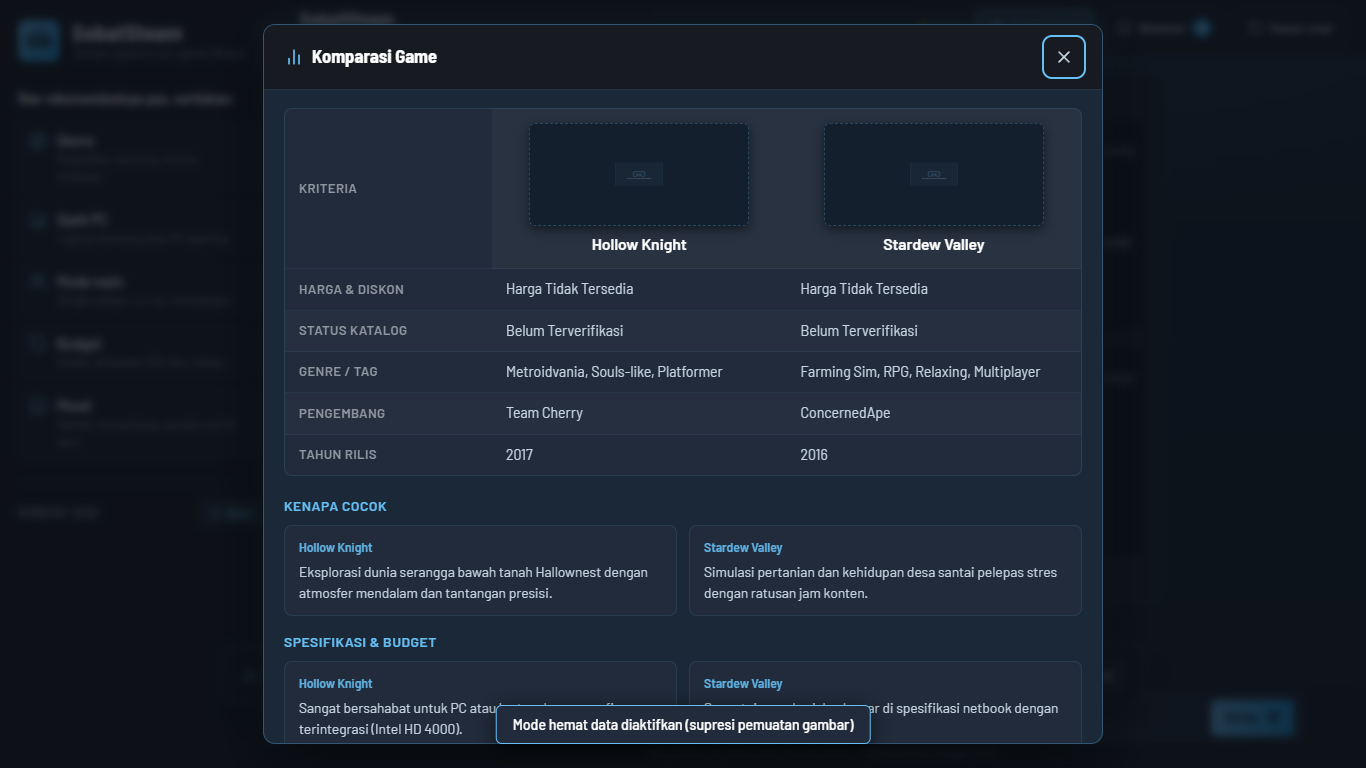 Komparasi Game
KRITERIA
Hollow Knight
Stardew Valley
HARGA & DISKON
Harga Tidak Tersedia
Harga Tidak Tersedia
STATUS KATALOG
Belum Terverifikasi
Belum Terverifikasi
GENRE / TAG
Metroidvania, Souls-like, Platformer
Farming Sim, RPG, Relaxing, Multiplayer
PENGEMBANG
Team Cherry
ConcernedApe
TAHUN RILIS
2017
2016
KENAPA COCOK
Hollow Knight
Eksplorasi dunia serangga bawah tanah Hallownest dengan
atmosfer mendalam dan tantangan presisi.
Stardew Valley
Simulasi pertanian dan kehidupan desa santai pelepas stres
dengan ratusan jam konten.
SPESIFIKASI & BUDGET
Hollow Knight
Sangat bersahabat untuk PC atau
terintegrasi (Intel HD 4000).
Stardew Valley
di spesifikasi netbook dengan
Mode hemat data diaktifkan (supresi pemuatan gambar)